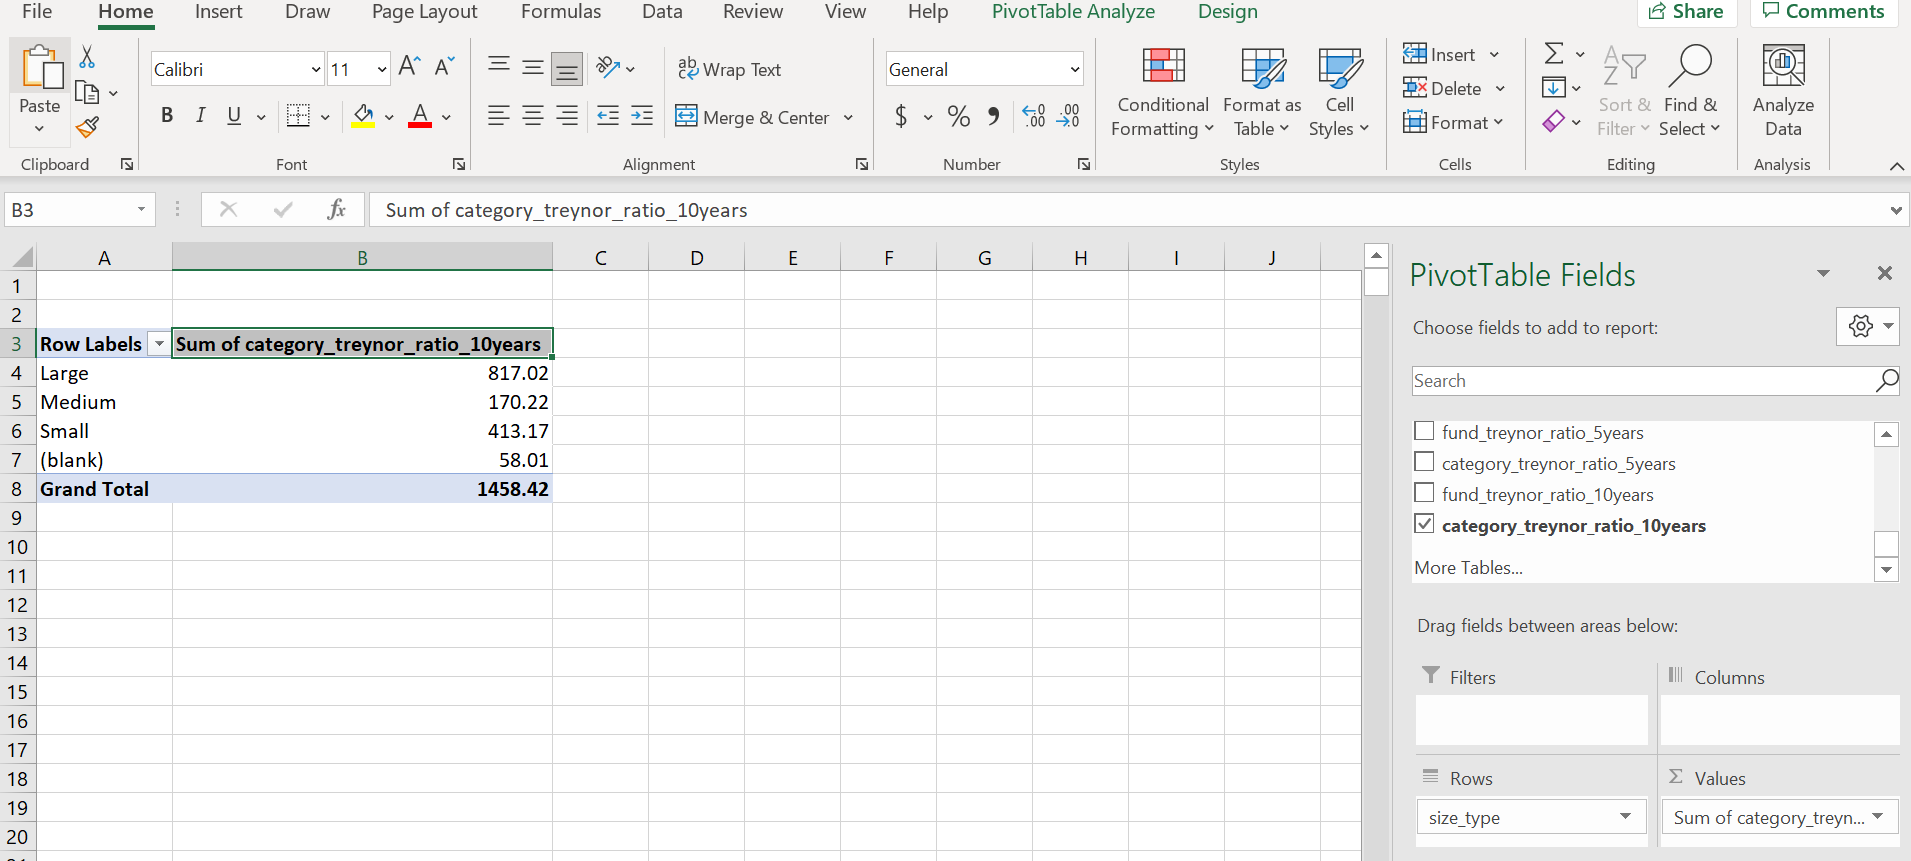 File Home Insert Draw Page Layout Formulas Data Review View Help PivotTable Analyze Design Share Comments
Paste
Clipboard
Calibri 11
B I U A
Font
Wrap Text
Merge & Center
Alignment
General
$ % ,
Number
Conditional Formatting
Format as Table
Cell Styles
Styles
Insert
Delete
Format
Cells
Sort & Filter
Find & Select
Editing
Analyze Data
Analysis
B3 fx Sum of category_treynor_ratio_10years
A B C D E F G H I J
1
2
3 Row Labels Sum of category_treynor_ratio_10years
4 Large 817.02
5 Medium 170.22
6 Small 413.17
7 (blank) 58.01
8 Grand Total 1458.42
9
10
11
12
13
14
15
16
17
18
19
20
PivotTable Fields
Choose fields to add to report:
Search
fund_treynor_ratio_5years
category_treynor_ratio_5years
fund_treynor_ratio_10years
category_treynor_ratio_10years
More Tables...
Drag fields between areas below:
Filters
Columns
Rows
Σ Values
size_type
Sum of category_treyn...